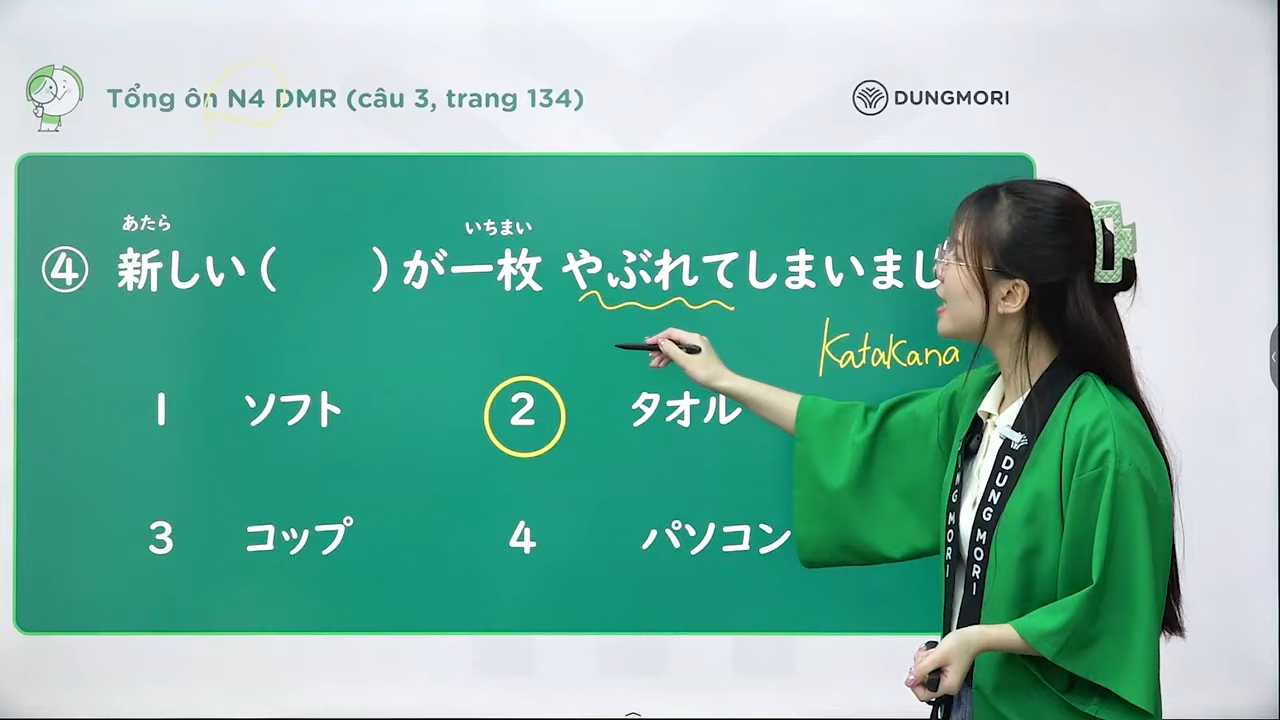 Tổng ôn N4 DMR (câu 3, trang 134)
DUNGMORI
あたら いちまい
④ 新しい ( ) が一枚 やぶれてしまいまし
Katakana
1 ソフト 2 タオル
3 コップ 4 パソコン
DUNG MORI
DUNG MORI